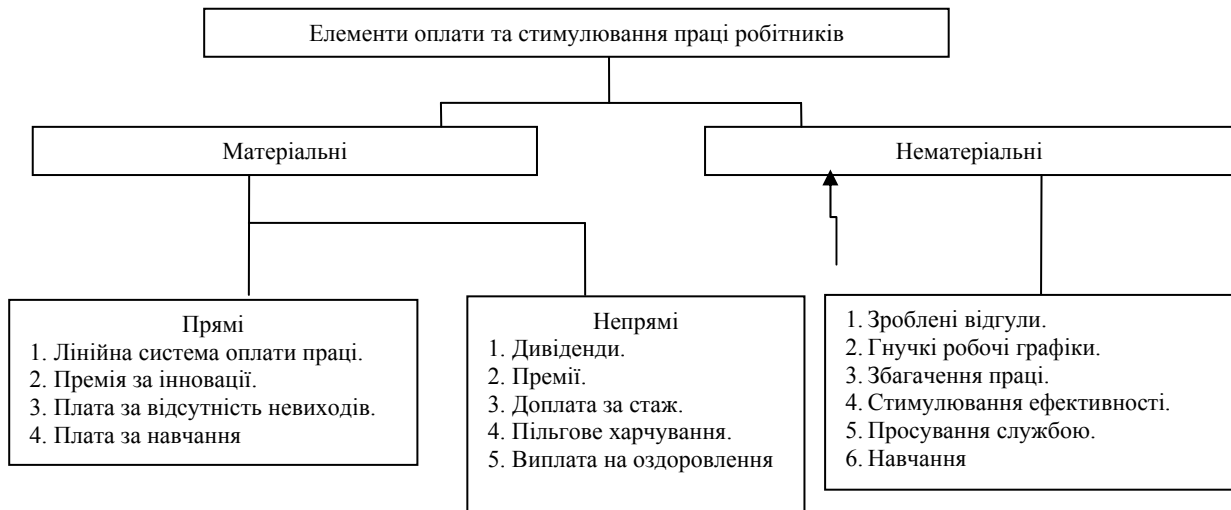 Елементи оплати та стимулювання праці робітників
Матеріальні
Нематеріальні
Прямі
1. Лінійна система оплати праці.
2. Премія за інновації.
3. Плата за відсутність невиходів.
4. Плата за навчання
Непрямі
1. Дивіденди.
2. Премії.
3. Доплата за стаж.
4. Пільгове харчування.
5. Виплата на оздоровлення
1. Зроблені відгули.
2. Гнучкі робочі графіки.
3. Збагачення праці.
4. Стимулювання ефективності.
5. Просування службою.
6. Навчання